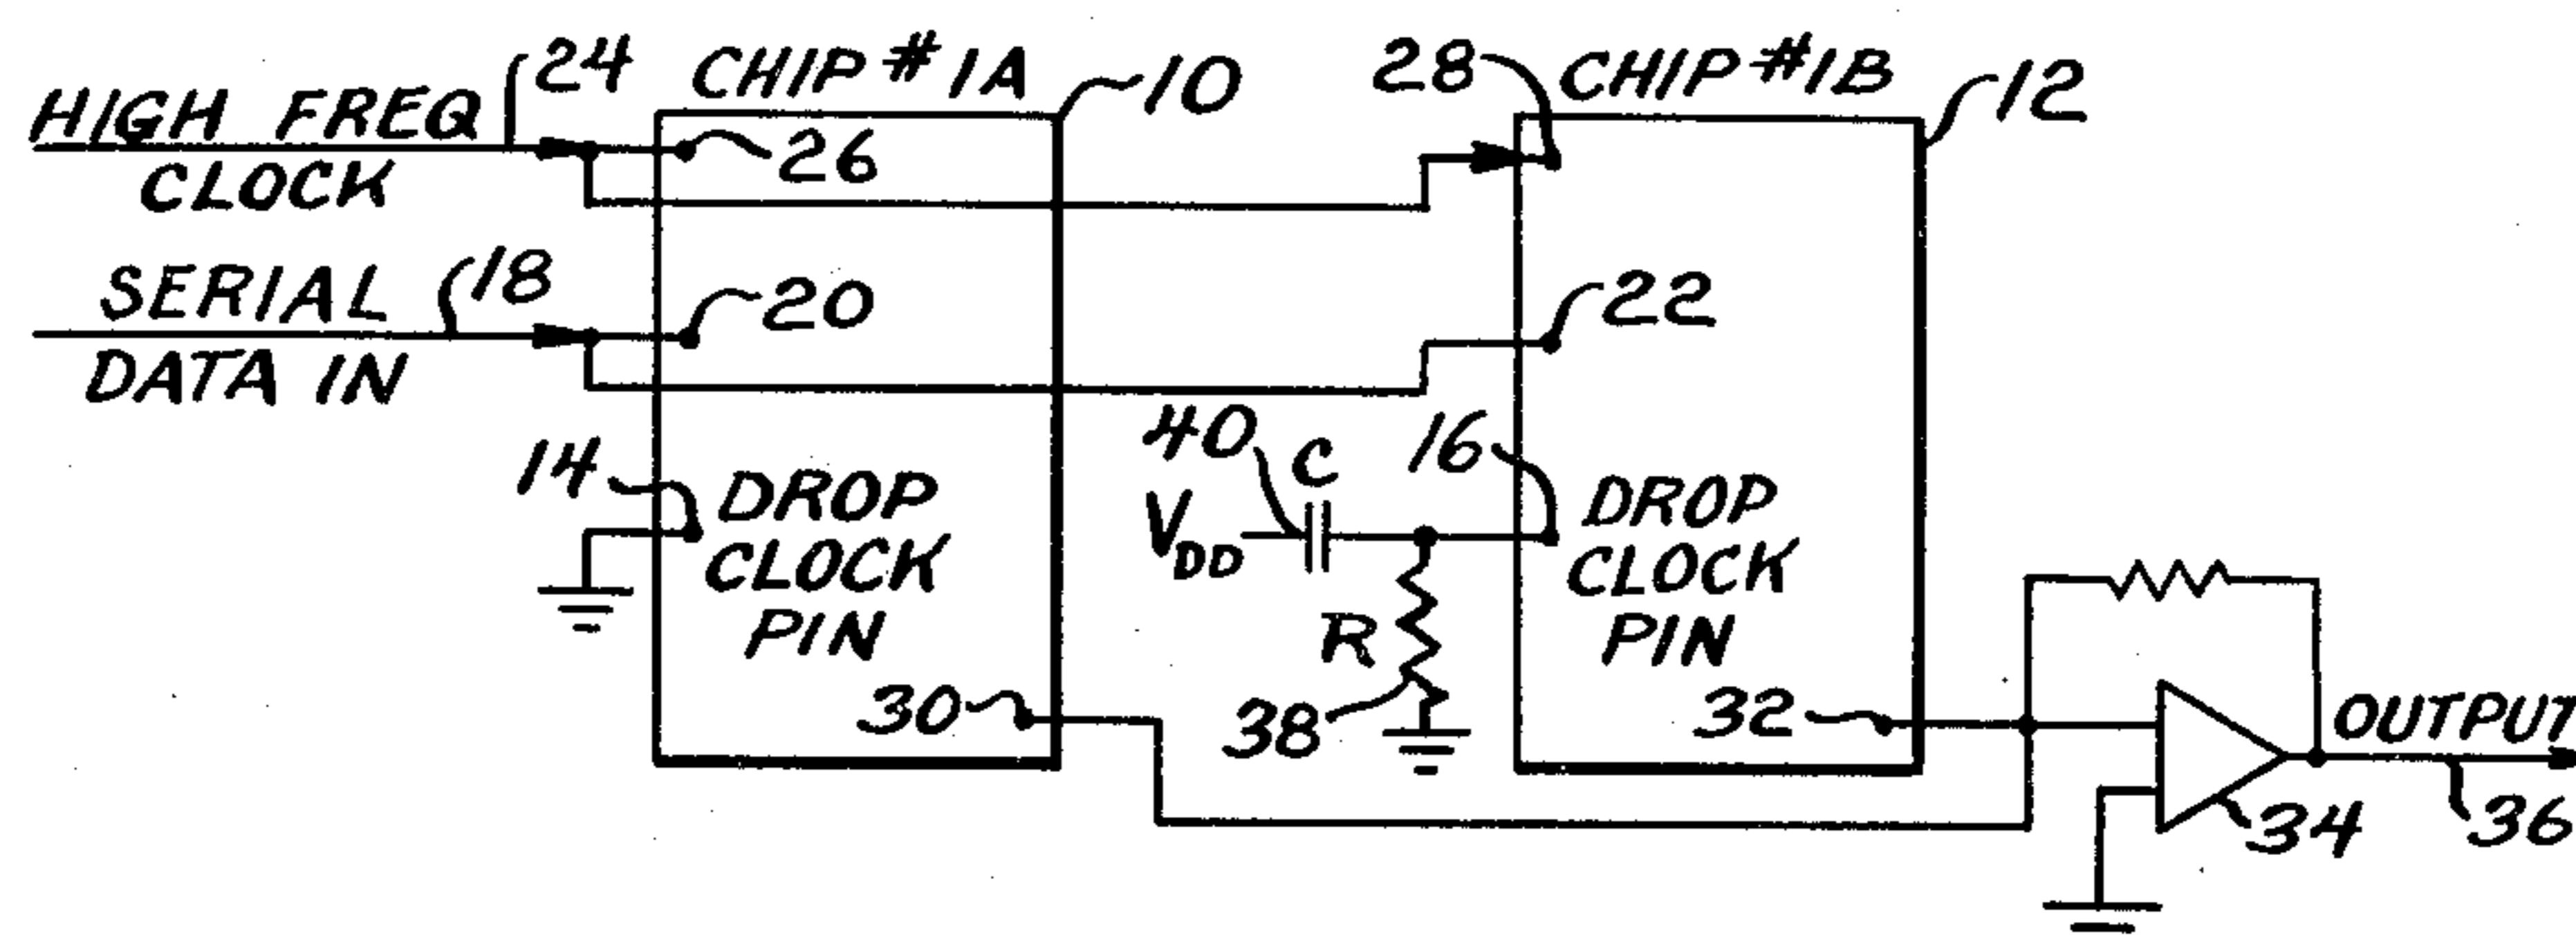 24
CHIP #1A
10
28
CHIP #1B
12
HIGH FREQ
CLOCK
26
SERIAL
18
DATA IN
20
22
14
DROP
CLOCK
PIN
40
C
VDD
16
DROP
CLOCK
PIN
R
38
30
32
OUTPUT
34
36